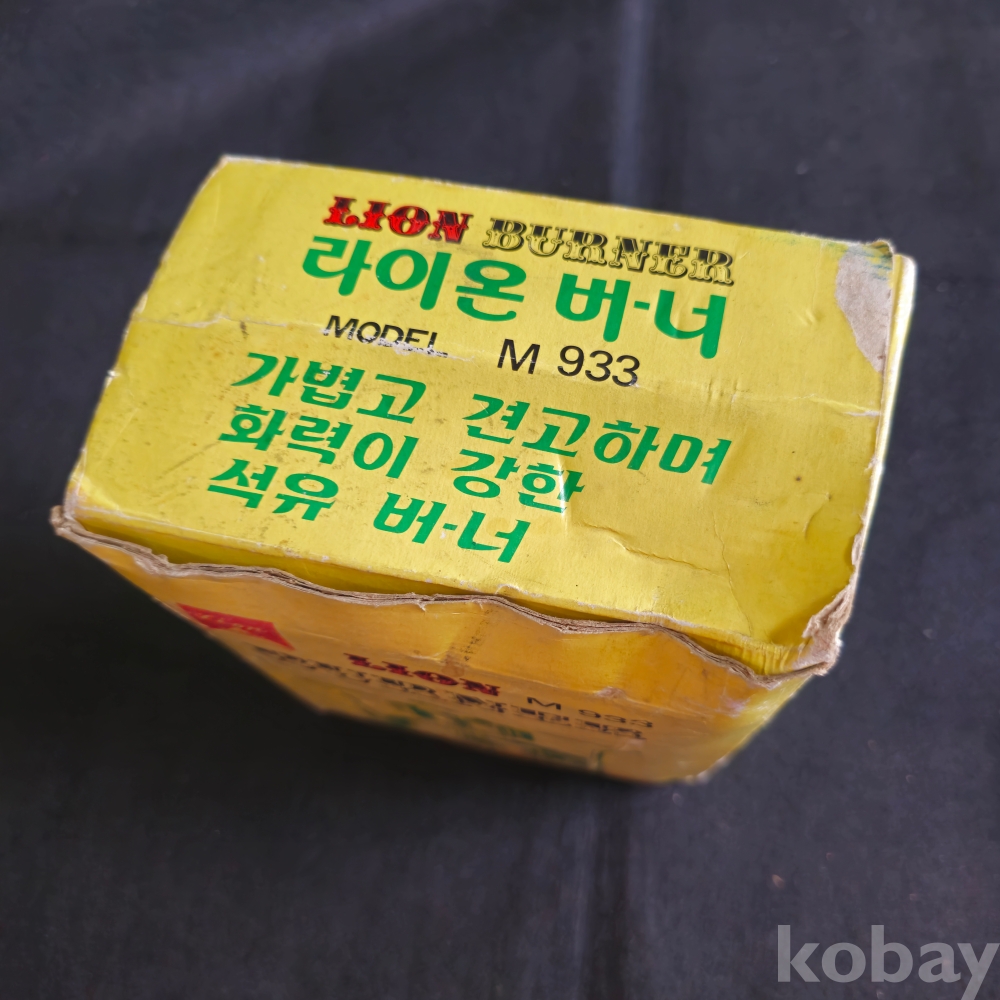 LION BURNER
라이온 버-너
MODEL M 933
가볍고 견고하며
화력이 강한
석유 버-너
LION
M 933
kobay